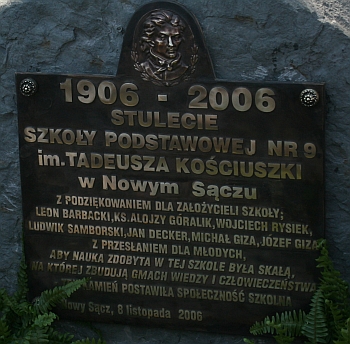 1906 - 2006
STULECIE
SZKOŁY PODSTAWOWEJ NR 9
im. TADEUSZA KOŚCIUSZKI
w Nowym Sączu
Z PODZIĘKOWANIEM DLA ZAŁOŻYCIELI SZKOŁY;
LEON BARBACKI, KS. ALOJZY GÓRALIK, WOJCIECH RYSIEK,
LUDWIK SAMBORSKI, JAN DECKER, MICHAŁ GIZA, JÓZEF GIZA
Z PRZESŁANIEM DLA MŁODYCH,
ABY NAUKA ZDOBYTA W TEJ SZKOLE BYŁA SKAŁĄ,
NA KTÓREJ ZBUDUJĄ GMACH WIEDZY I CZŁOWIECZEŃSTWA
KAMIEŃ POSTAWIŁA SPOŁECZNOŚĆ SZKOLNA
Nowy Sącz, 8 listopada 2006